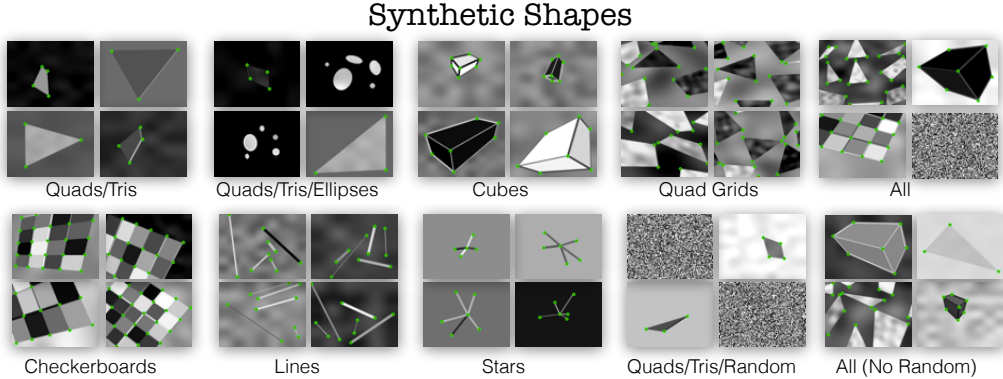 Synthetic Shapes
Quads/Tris
Quads/Tris/Ellipses
Cubes
Quad Grids
All
Checkerboards
Lines
Stars
Quads/Tris/Random
All (No Random)